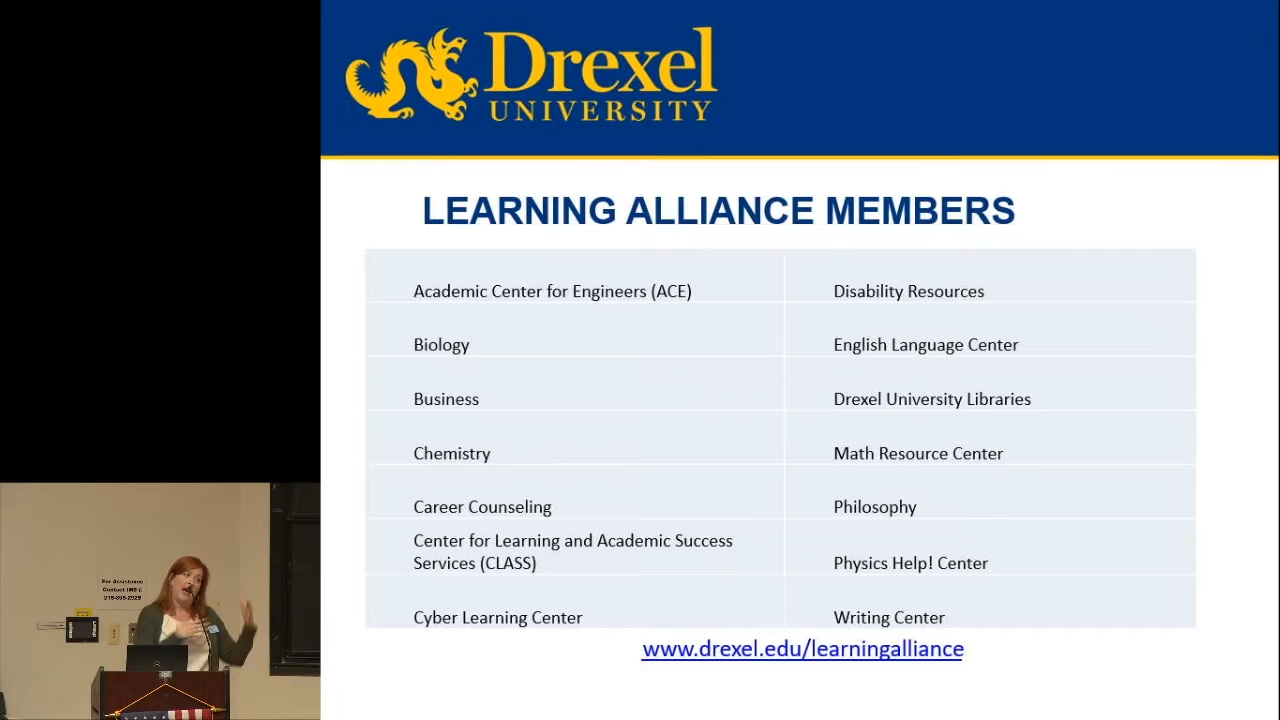 Drexel
UNIVERSITY
LEARNING ALLIANCE MEMBERS
Academic Center for Engineers (ACE)
Disability Resources
Biology
English Language Center
Business
Drexel University Libraries
Chemistry
Math Resource Center
Career Counseling
Philosophy
Center for Learning and Academic Success
Services (CLASS)
Physics Help! Center
Cyber Learning Center
Writing Center
www.drexel.edu/learningalliance
For Assistance